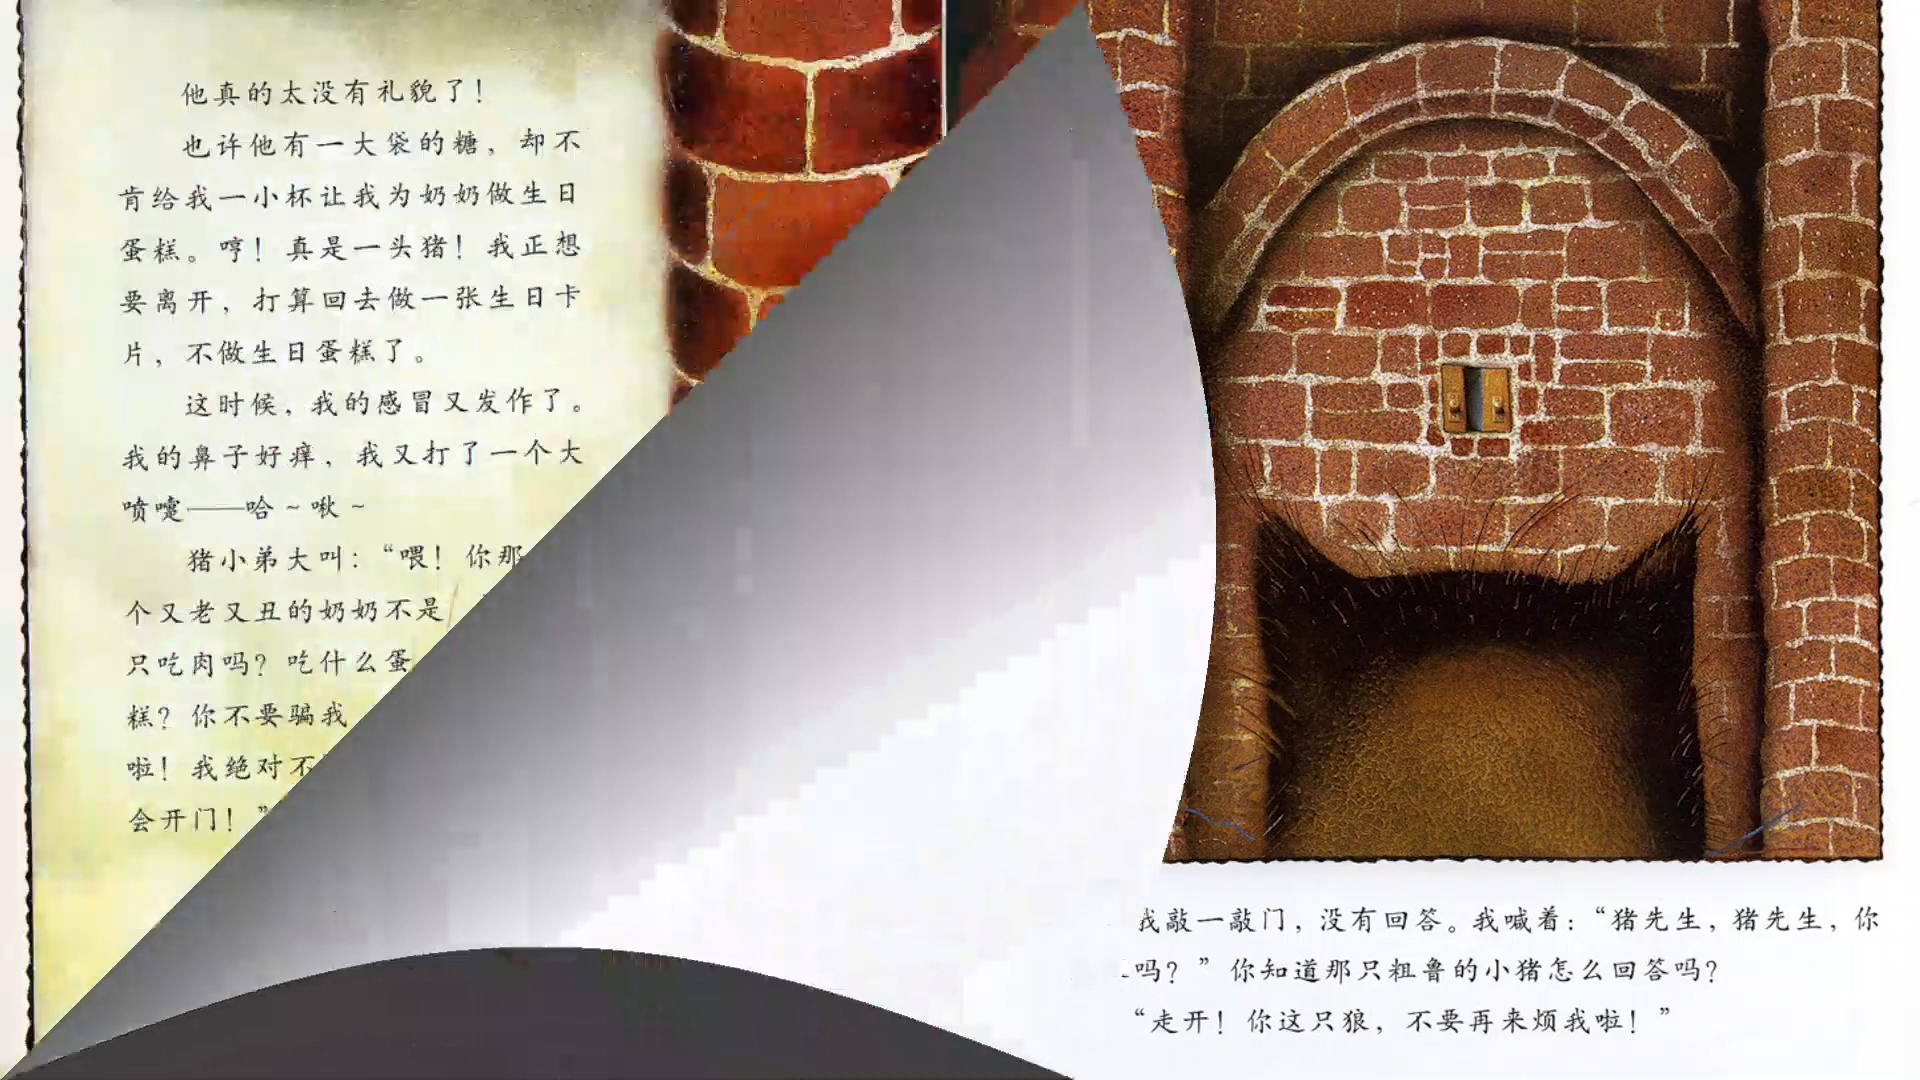 他真的太没有礼貌了！
也许他有一大袋的糖，却不
肯给我一小杯让我为奶奶做生日
蛋糕。哼！真是一头猪！我正想
要离开，打算回去做一张生日卡
片，不做生日蛋糕了。
这时候，我的感冒又发作了。
我的鼻子好痒，我又打了一个大
喷嚏——哈~啾~
猪小弟大叫：“喂！你那
个又老又丑的奶奶不是
只吃肉吗？吃什么蛋
糕？你不要骗我
啦！我绝对不
会开门！”
我敲一敲门，没有回答。我喊着：“猪先生，猪先生，你
吗？”你知道那只粗鲁的小猪怎么回答吗？
“走开！你这只狼，不要再来烦我啦！”